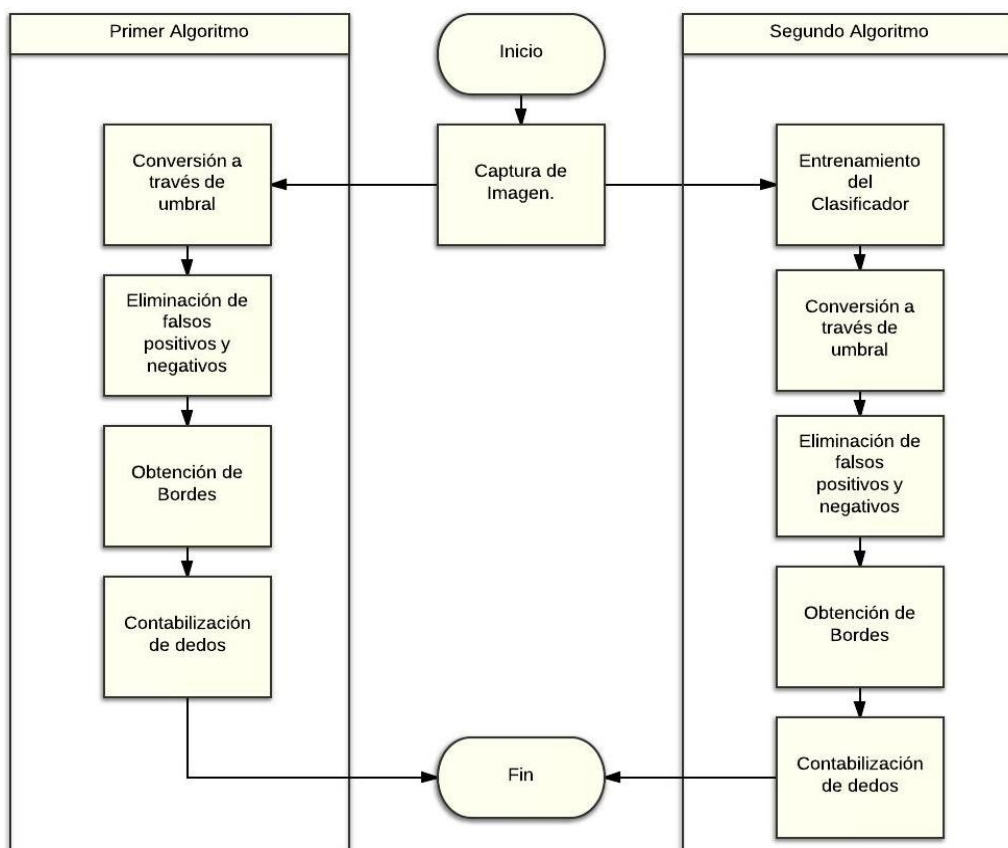 Primer Algoritmo
Inicio
Segundo Algoritmo
Conversión a
través de
umbral
Captura de
Imagen.
Entrenamiento
del
Clasificador
Eliminación de
falsos
positivos y
negativos
Conversión a
través de
umbral
Obtención de
Bordes
Eliminación de
falsos
positivos y
negativos
Contabilización
de dedos
Obtención de
Bordes
Fin
Contabilización
de dedos